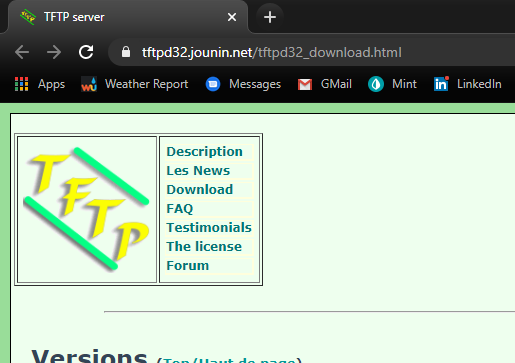 TFTP server
tftpd32.jounin.net/tftpd32_download.html
Apps Weather Report Messages GMail Mint LinkedIn
TFTP
Description
Les News
Download
FAQ
Testimonials
The license
Forum
Versions (Top/Haut de page)